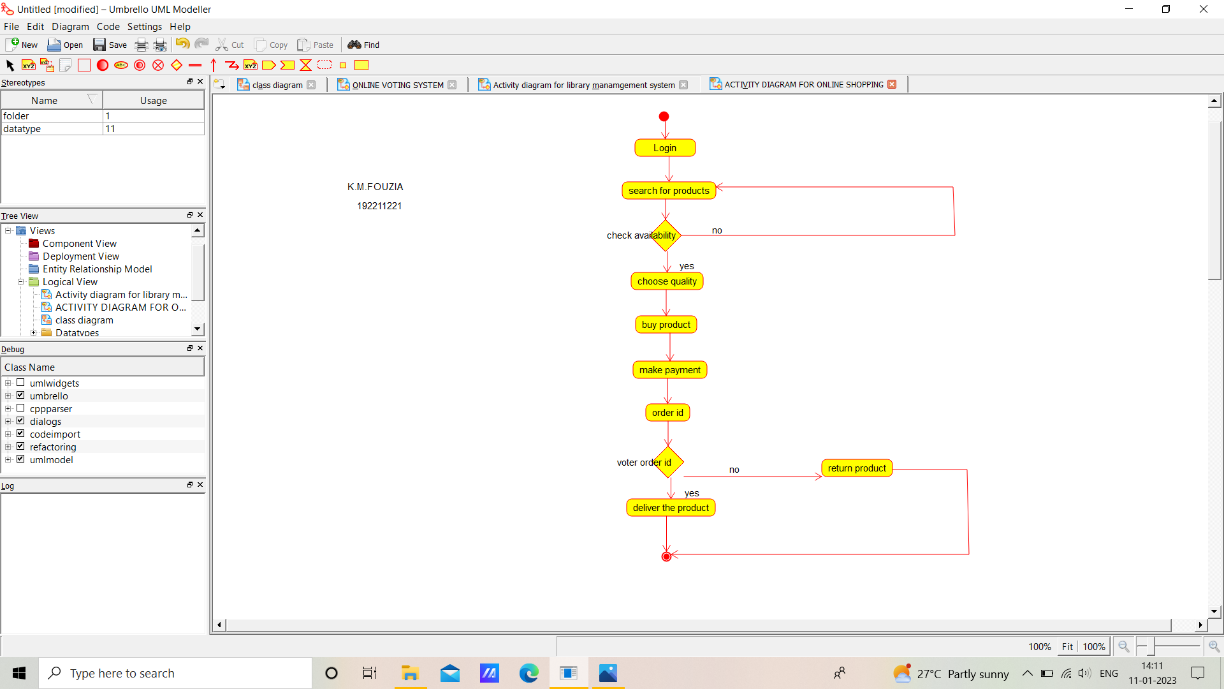 Untitled [modified] – Umbrello UML Modeller
File Edit Diagram Code Settings Help
New Open Save Cut Copy Paste Find
XYZ XYZ
Stereotypes
class diagram ONLINE VOTING SYSTEM Activity diagram for library manamgement system ACTIVITY DIAGRAM FOR ONLINE SHOPPING
Name Usage
folder 1
datatype 11
Tree View
Views
Component View
Deployment View
Entity Relationship Model
Logical View
Activity diagram for library m...
ACTIVITY DIAGRAM FOR O...
class diagram
Datatypes
Debug
Class Name
umlwidgets
umbrello
cppparser
dialogs
codeimport
refactoring
umlmodel
Log
K.M.FOUZIA
192211221
Login
search for products
check availability
no
yes
choose quality
buy product
make payment
order id
voter order id
no
return product
yes
deliver the product
100% Fit 100%
Type here to search
27°C Partly sunny
ENG
14:11
11-01-2023